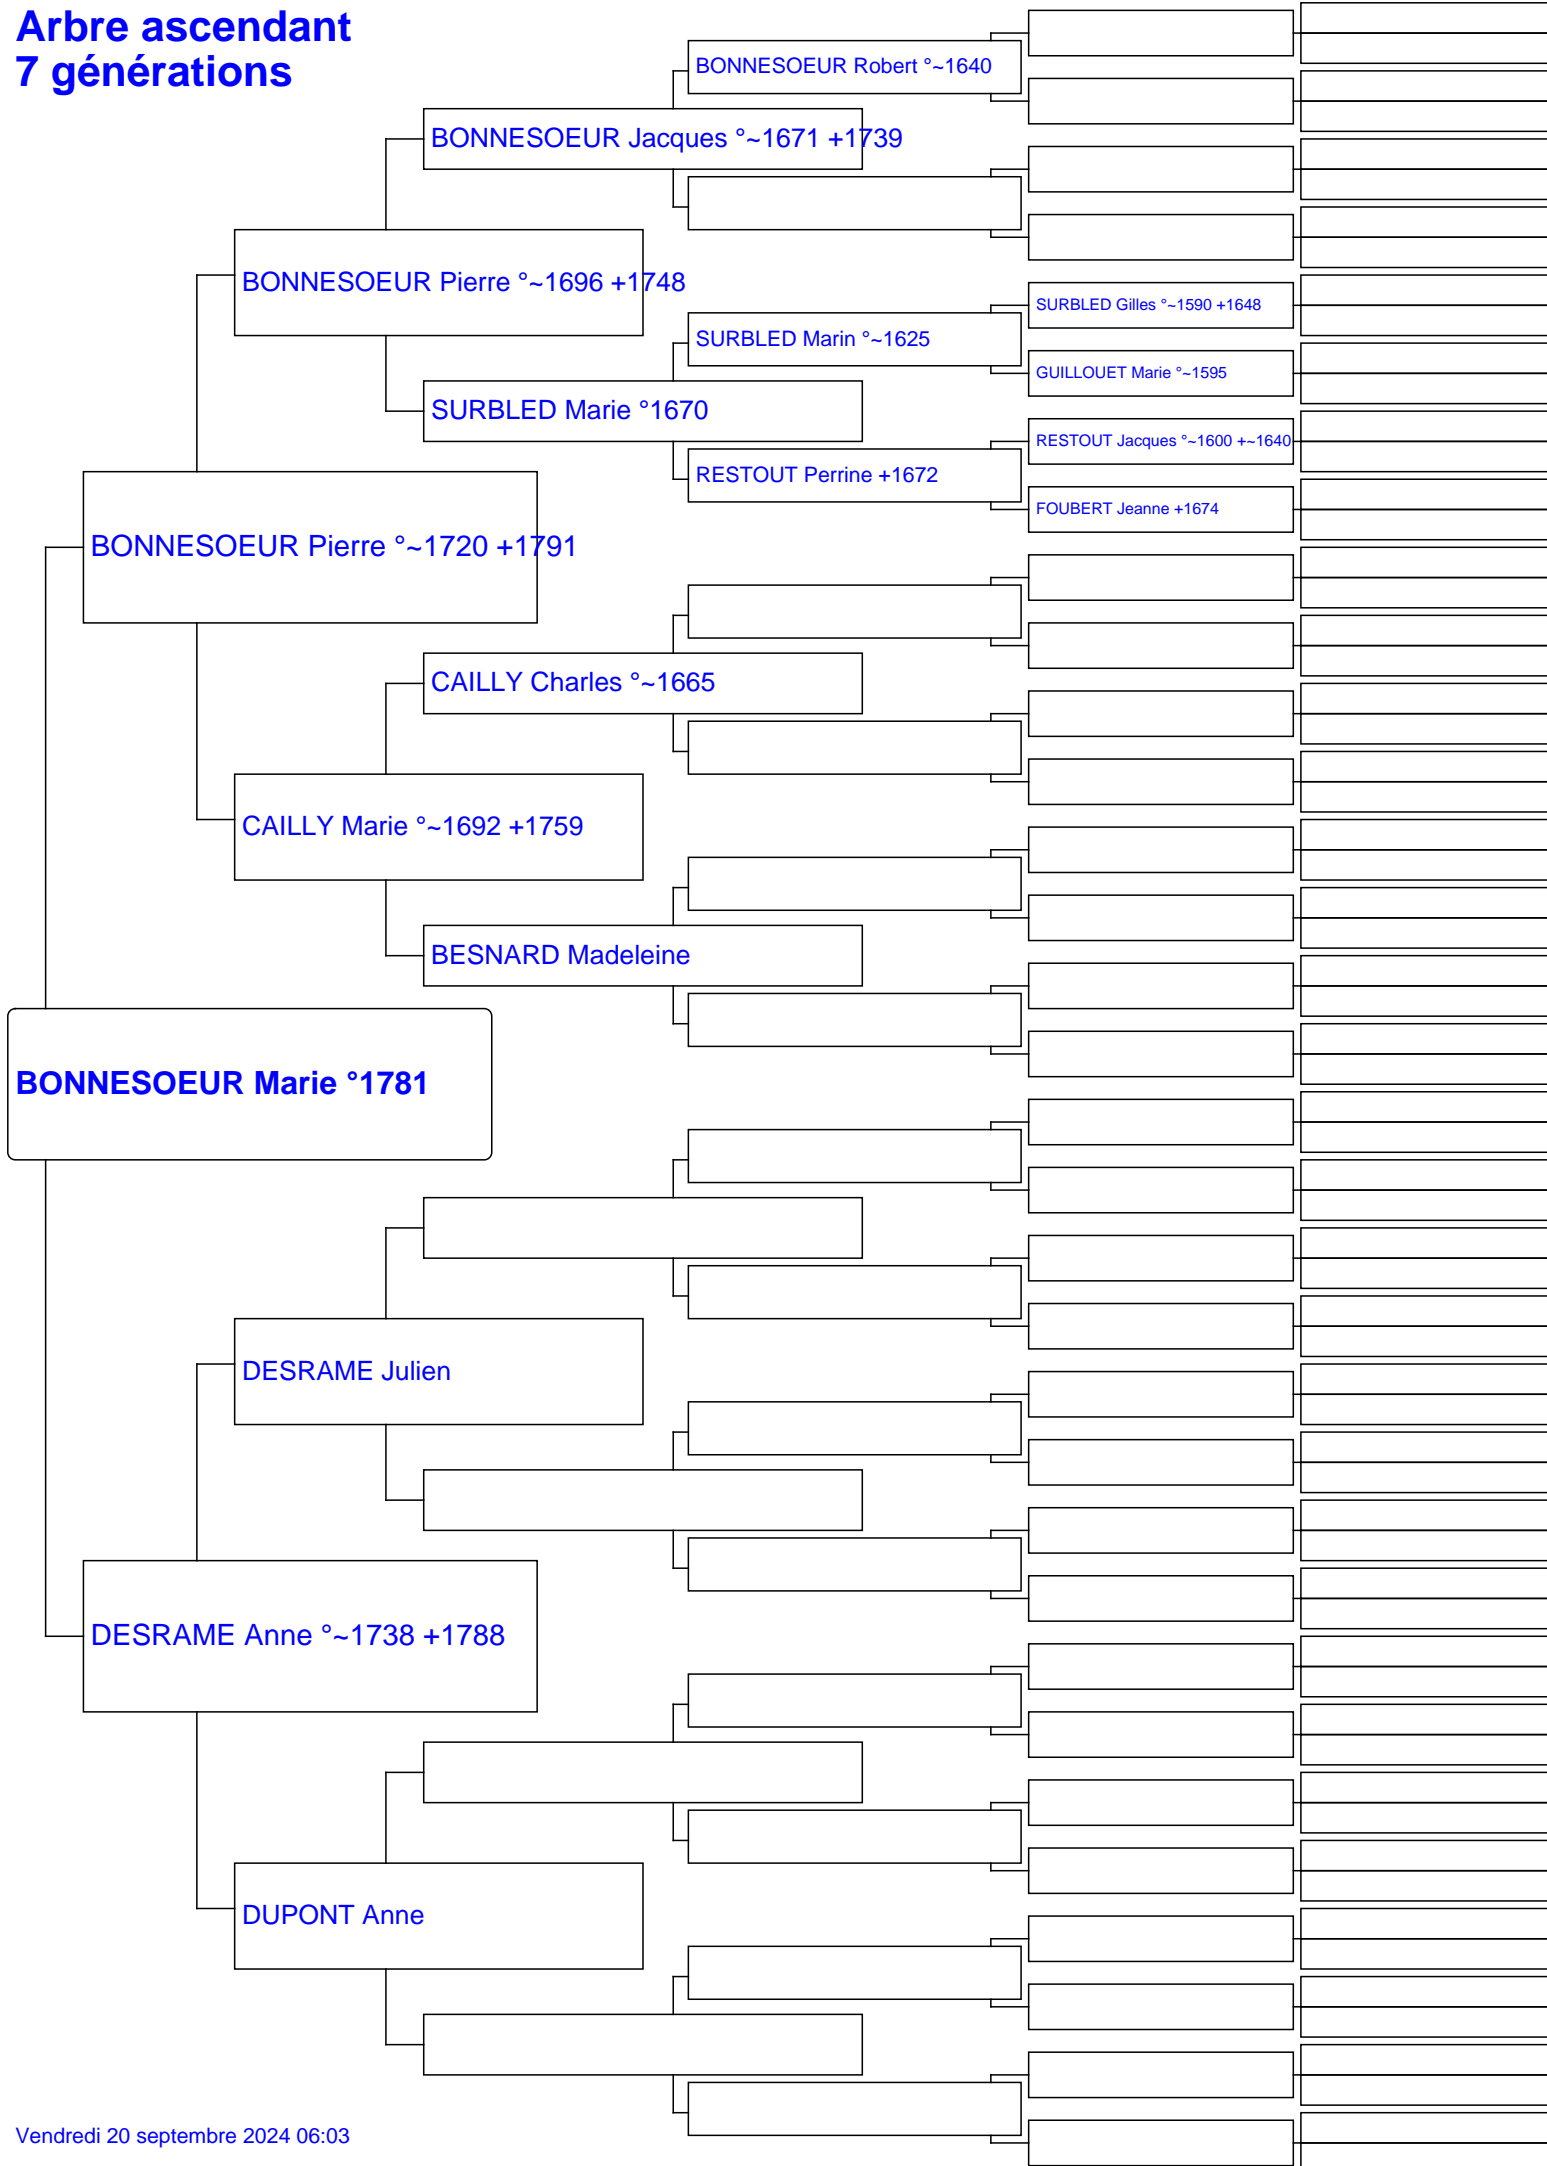 Arbre ascendant
7 générations
BONNESOEUR Robert °~1640
BONNESOEUR Jacques °~1671 +1739
BONNESOEUR Pierre °~1696 +1748
SURBLED Gilles °~1590 +1648
SURBLED Marin °~1625
GUILLOUET Marie °~1595
SURBLED Marie °1670
RESTOUT Jacques °~1600 +~1640
RESTOUT Perrine +1672
FOUBERT Jeanne +1674
BONNESOEUR Pierre °~1720 +1791
CAILLY Charles °~1665
CAILLY Marie °~1692 +1759
BESNARD Madeleine
BONNESOEUR Marie °1781
DESRAME Julien
DESRAME Anne °~1738 +1788
DUPONT Anne
Vendredi 20 septembre 2024 06:03